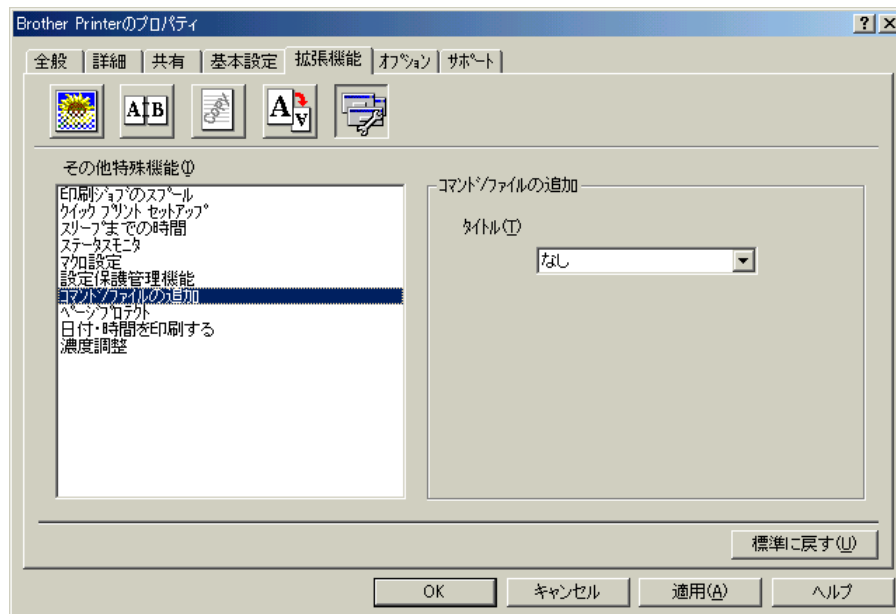 Brother Printerのプロパティ
全般 詳細 共有 基本設定 拡張機能 オプション サポート
A B
A A
その他特殊機能(I)
印刷ジョブのスプール
クイック プリント セットアップ
スリープまでの時間
ステータスモニタ
マクロ設定
設定保護管理機能
コマンド/ファイルの追加
ページプロテクト
日付・時間を印刷する
濃度調整
コマンド/ファイルの追加
タイトル(T)
なし
標準に戻す(U)
OK キャンセル 適用(A) ヘルプ